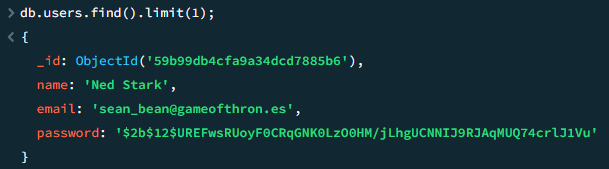 > db.users.find().limit(1);
< {
_id: ObjectId('59b99db4cfa9a34dcd7885b6'),
name: 'Ned Stark',
email: 'sean_bean@gameofthron.es',
password: '$2b$12$UREFwsRUoyF0CRqGNK0LzO0HM/jLhgUCNNIJ9RJAqMUQ74crlJ1Vu'
}